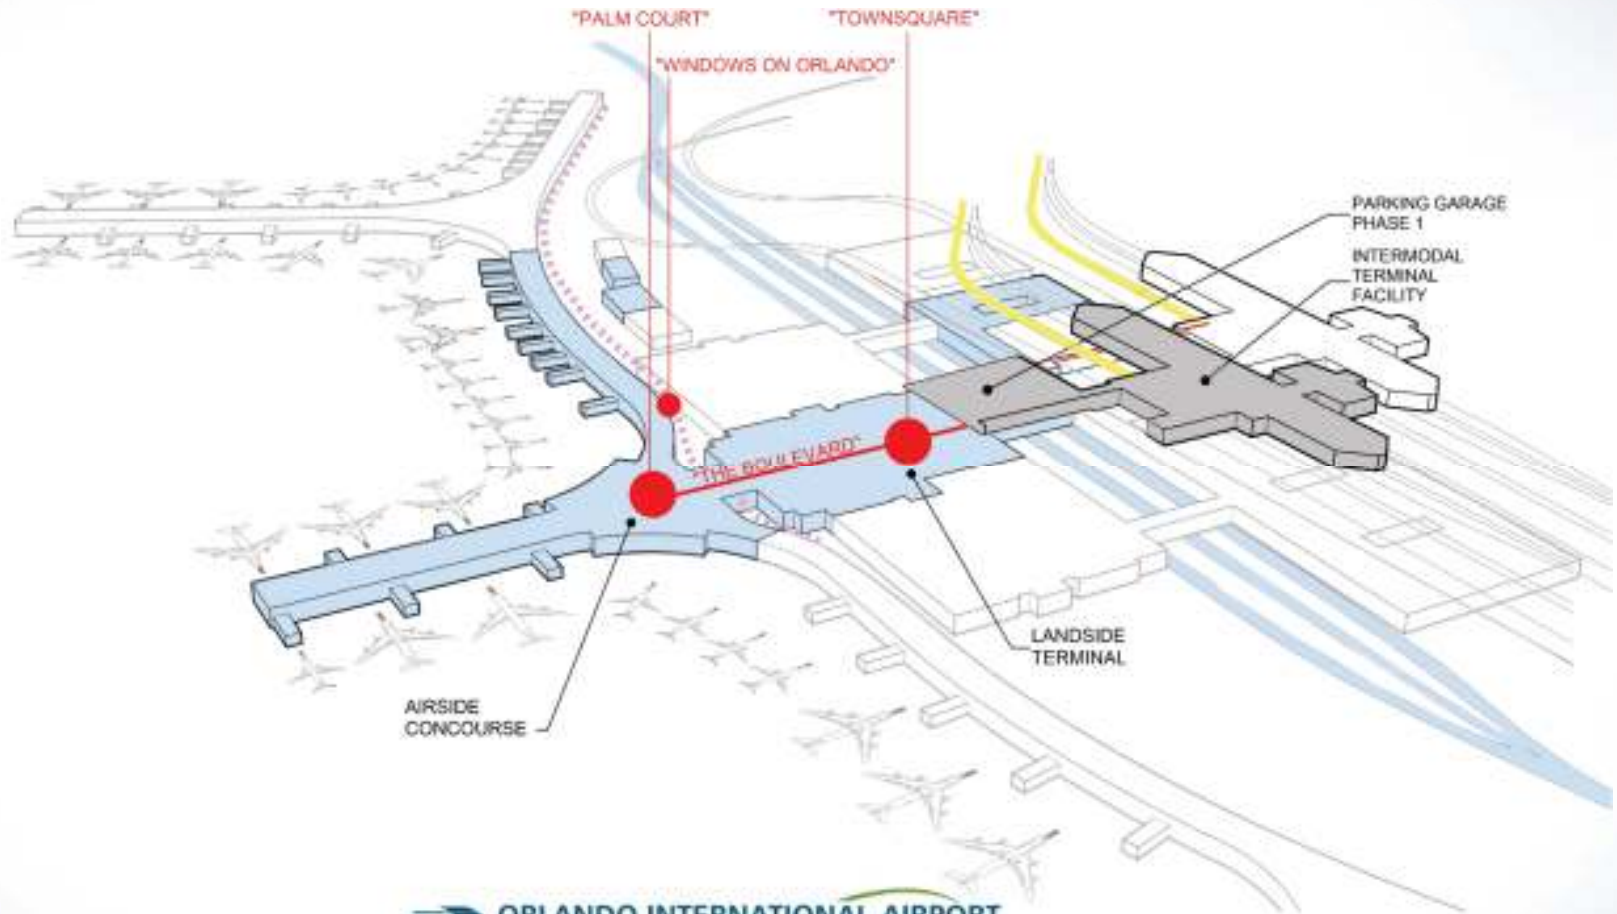 "PALM COURT"
"TOWNSQUARE"
"WINDOWS ON ORLANDO"
PARKING GARAGE
PHASE 1
INTERMODAL
TERMINAL
FACILITY
"THE BOULEVARD"
LANDSIDE
TERMINAL
AIRSIDE
CONCOURSE
ORLANDO INTERNATIONAL AIRPORT